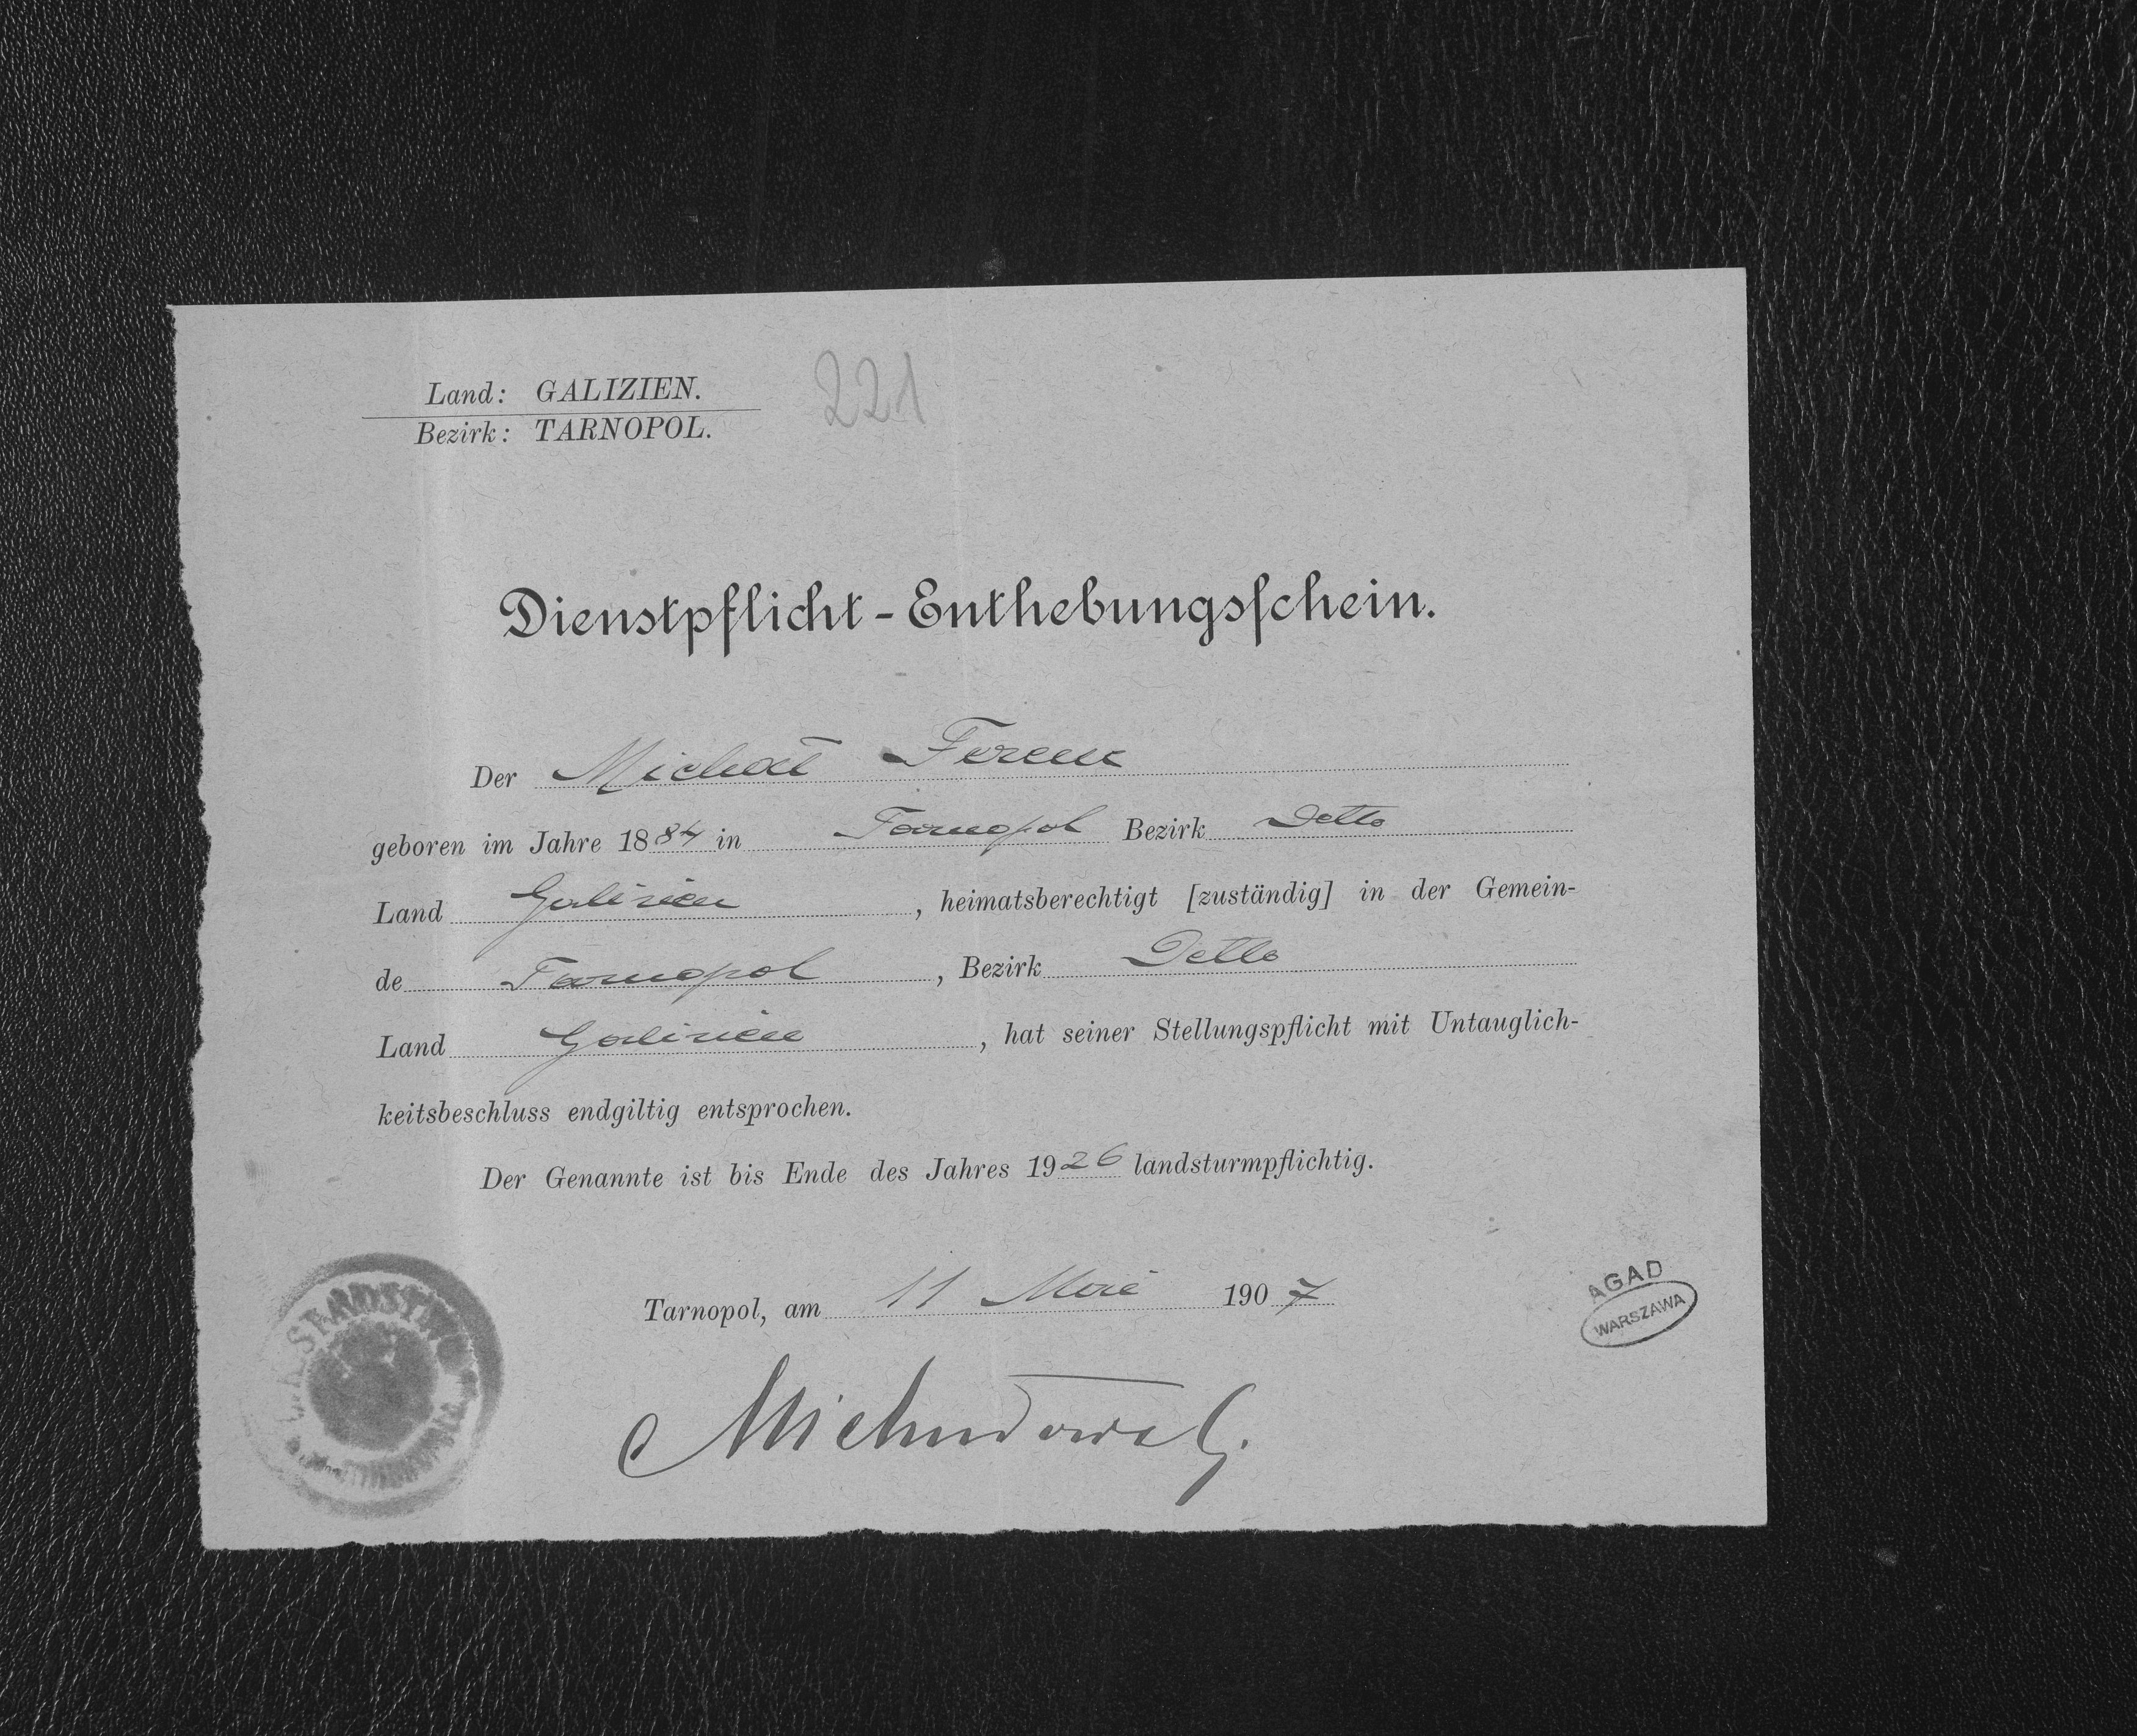 Land: GALIZIEN.
221
Bezirk: TARNOPOL.
Dienstpflicht-Enthebungsschein.
Der Michał Ferenc
geboren im Jahre 1884 in Tarnopol Bezirk Detto
Land Galizien, heimatsberechtigt [zuständig] in der Gemein-
de Tarnopol, Bezirk Detto
Land Galizien, hat seiner Stellungspflicht mit Untauglich-
keitsbeschluss endgiltig entsprochen.
Der Genannte ist bis Ende des Jahres 1926 landsturmpflichtig.
Tarnopol, am 11 Mai 1907
AGAD
WARSZAWA